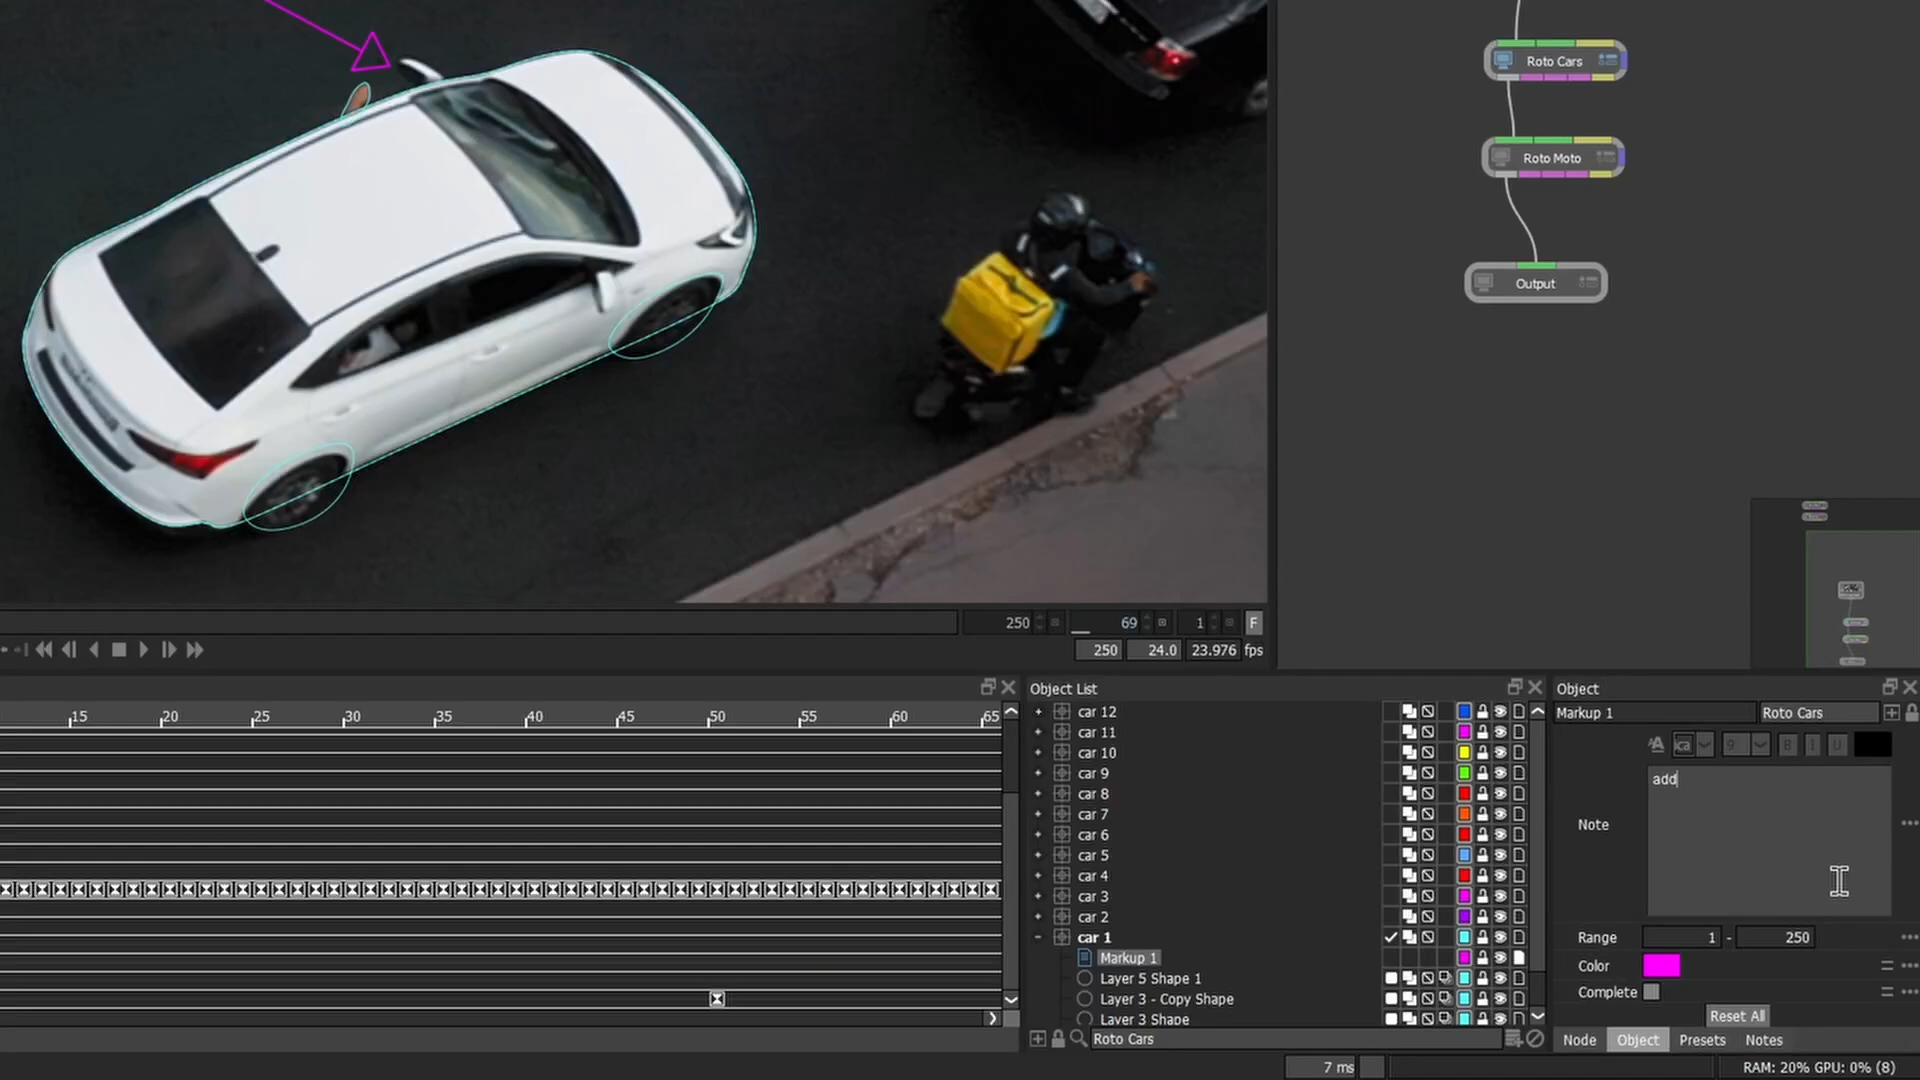 Roto Cars
Roto Moto
Output
250 69 1 F
250 24.0 23.976 fps
15 20 25 30 35 40 45 50 55 60 65
Object List
car 12
car 11
car 10
car 9
car 8
car 7
car 6
car 5
car 4
car 3
car 2
car 1
Markup 1
Layer 5 Shape 1
Layer 3 - Copy Shape
Layer 3 Shape
Roto Cars
Object
Markup 1 Roto Cars
9 B I U
add
Note
Range 1 - 250
Color
Complete
Reset All
Node Object Presets Notes
7 ms
RAM: 20% GPU: 0% (8)